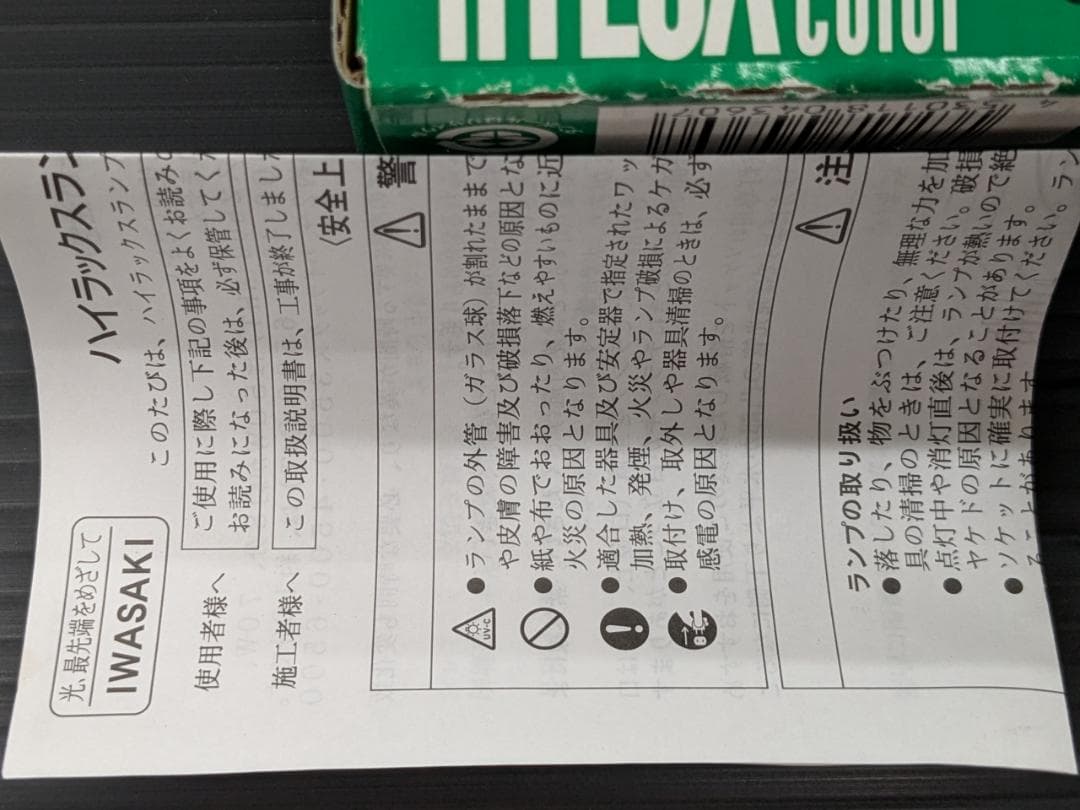 HYLUX color
4 550118 043607
光、最先端をめざして
IWASAKI
ハイラックスラン
このたびは、ハイラックスランプ
使用者様へ
ご使用に際し下記の事項をよくお読み
お読みになった後は、必ず保管してく
施工者様へ
この取扱説明書は、工事が終了しまし
〈安全上
警
UV-C
●ランプの外管（ガラス球）が割れたままで
や皮膚の障害及び破損落下などの原因とな
●紙や布でおおったり、燃えやすいものに近
火災の原因となります。
●適合した器具及び安定器で指定されたワッ
加熱、発煙、火災やランプ破損によるケガ
●取付け、取外しや器具清掃のときは、必ず
感電の原因となります。
注
ランプの取り扱い
●落したり、物をぶつけたり、無理な力を加
具の清掃のときは、ご注意ください。破損
●点灯中や消灯直後は、ランプが熱いので絶
ヤケドの原因となることがあります。
●ソケットに確実に取付けてください。ラン
ることがあります